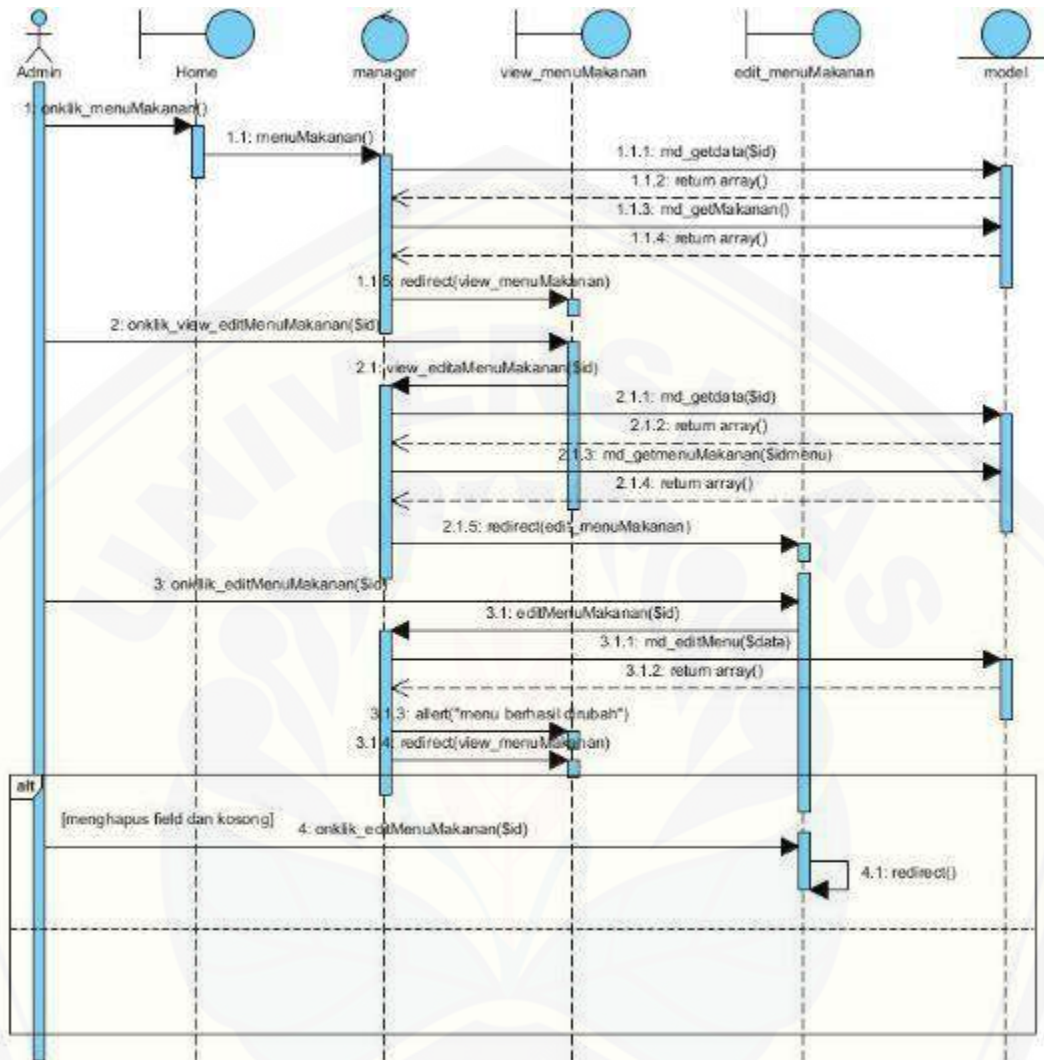 Admin
Home
manager
view_menuMakanan
edit_menuMakanan
model
1: onklik_menuMakanan()
1.1: menuMakanan()
1.1.1: md_getdata($id)
1.1.2: return array()
1.1.3: md_getMakanan()
1.1.4: return array()
1.1.5: redirect(view_menuMakanan)
2: onklik_view_editMenuMakanan($id)
2.1: view_editaMenuMakanan($id)
2.1.1: md_getdata($id)
2.1.2: return array()
2.1.3: md_getmenuMakanan($idmenu)
2.1.4: return array()
2.1.5: redirect(edit_menuMakanan)
3: onkllik_editMenuMakanan($id)
3.1: editMenuMakanan($id)
3.1.1: md_editMenu($data)
3.1.2: return array()
3.1.3: allert("menu berhasil dirubah")
3.1.4: redirect(view_menuMakanan)
alt
[menghapus field dan kosong]
4: onklik_editMenuMakanan($id)
4.1: redirect()
UNIVERSITAS